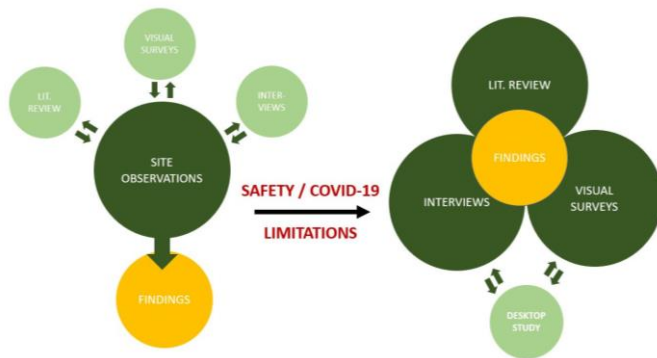 VISUAL
SURVEYS
LIT.
REVIEW
INTER-
VIEWS
SITE
OBSERVATIONS
FINDINGS
SAFETY / COVID-19
LIMITATIONS
LIT. REVIEW
FINDINGS
INTERVIEWS
VISUAL
SURVEYS
DESKTOP
STUDY